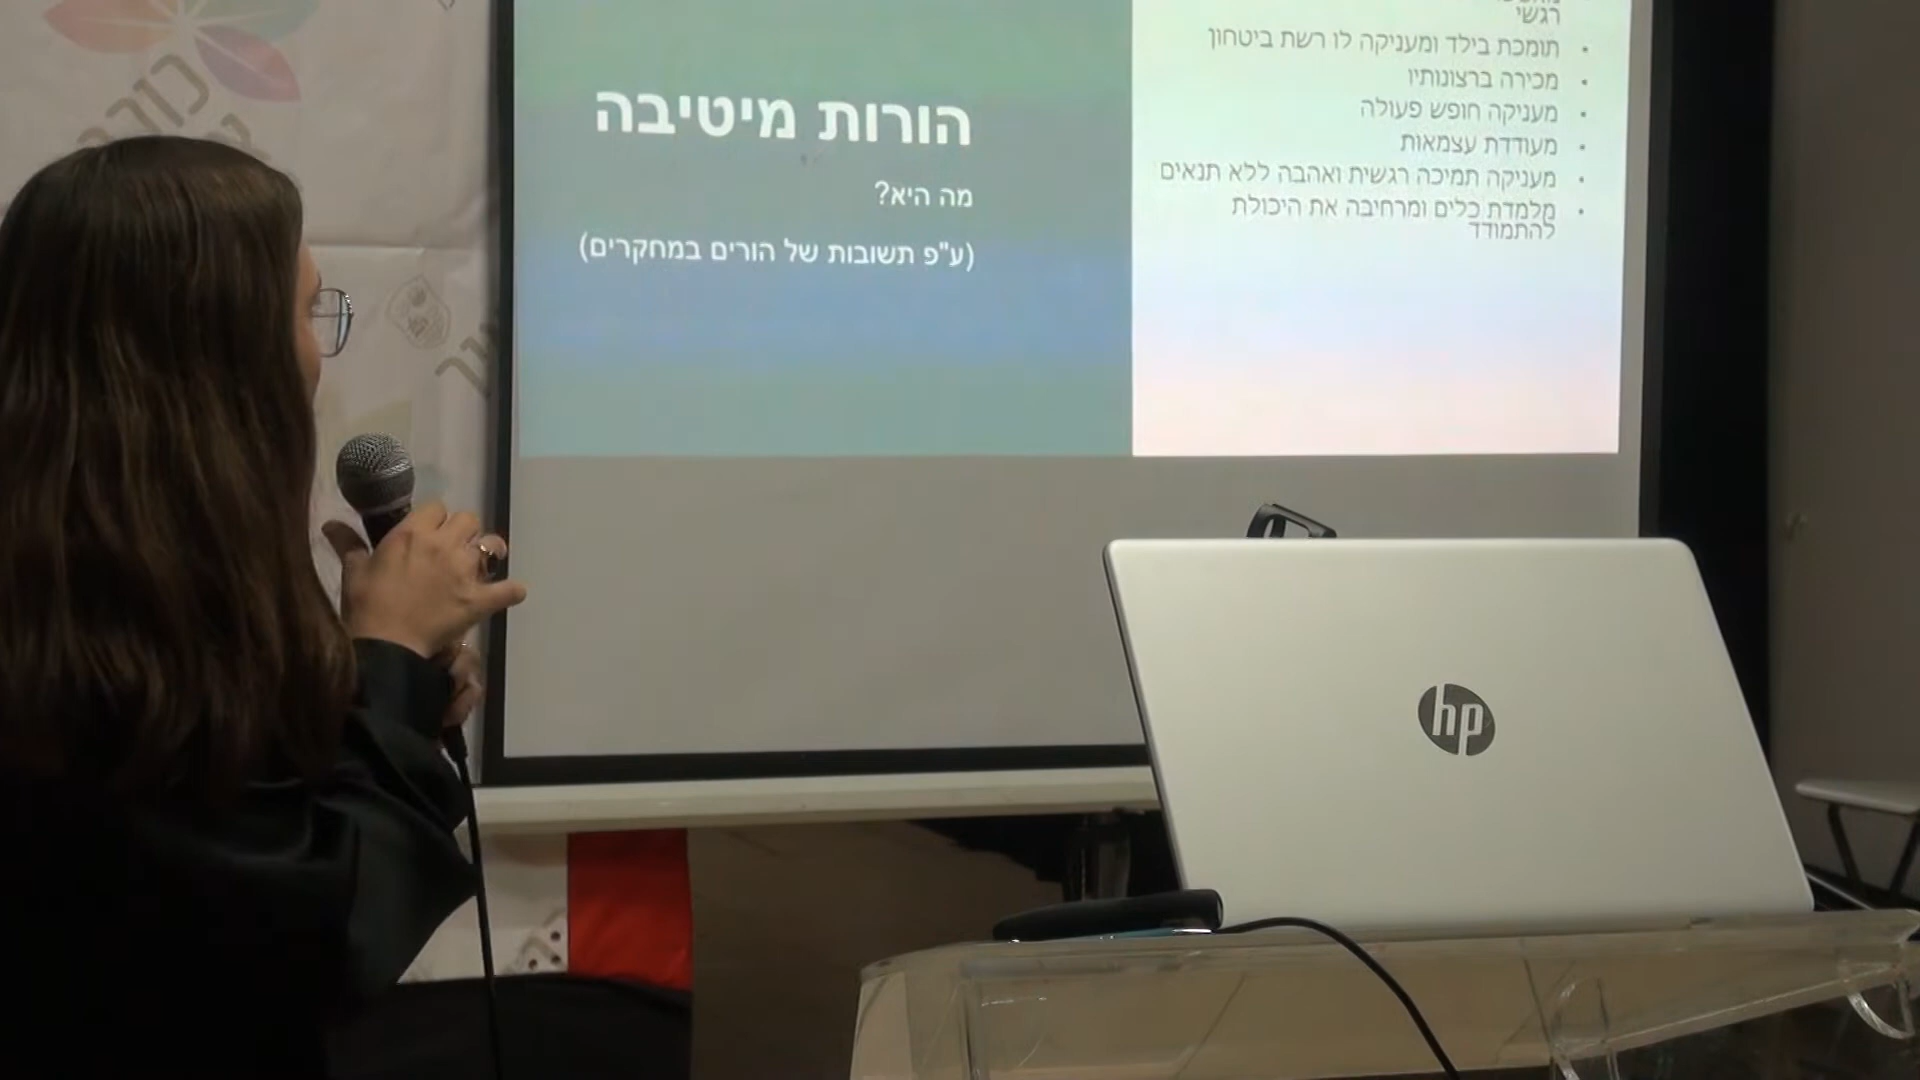 הורות מיטיבה
מה היא?
(ע"פ תשובות של הורים במחקרים)
רגשי
• תומכת בילד ומעניקה לו רשת ביטחון
• מכירה ברצונותיו
• מעניקה חופש פעולה
• מעודדת עצמאות
• מעניקה תמיכה רגשית ואהבה ללא תנאים
• מלמדת כלים ומרחיבה את היכולת
להתמודד
hp